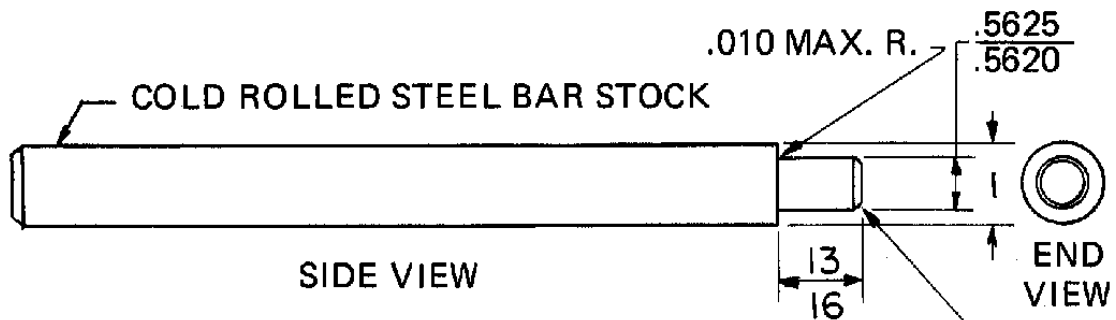 .010 MAX. R.
.5625
.5620
COLD ROLLED STEEL BAR STOCK
1
SIDE VIEW
13
16
END
VIEW